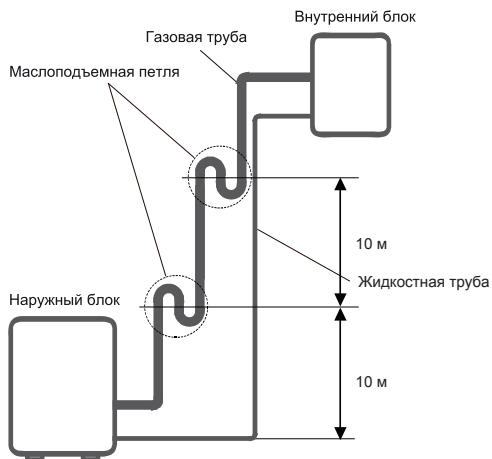 Внутренний блок
Газовая труба
Маслоподъемная петля
10 м
Жидкостная труба
Наружный блок
10 м